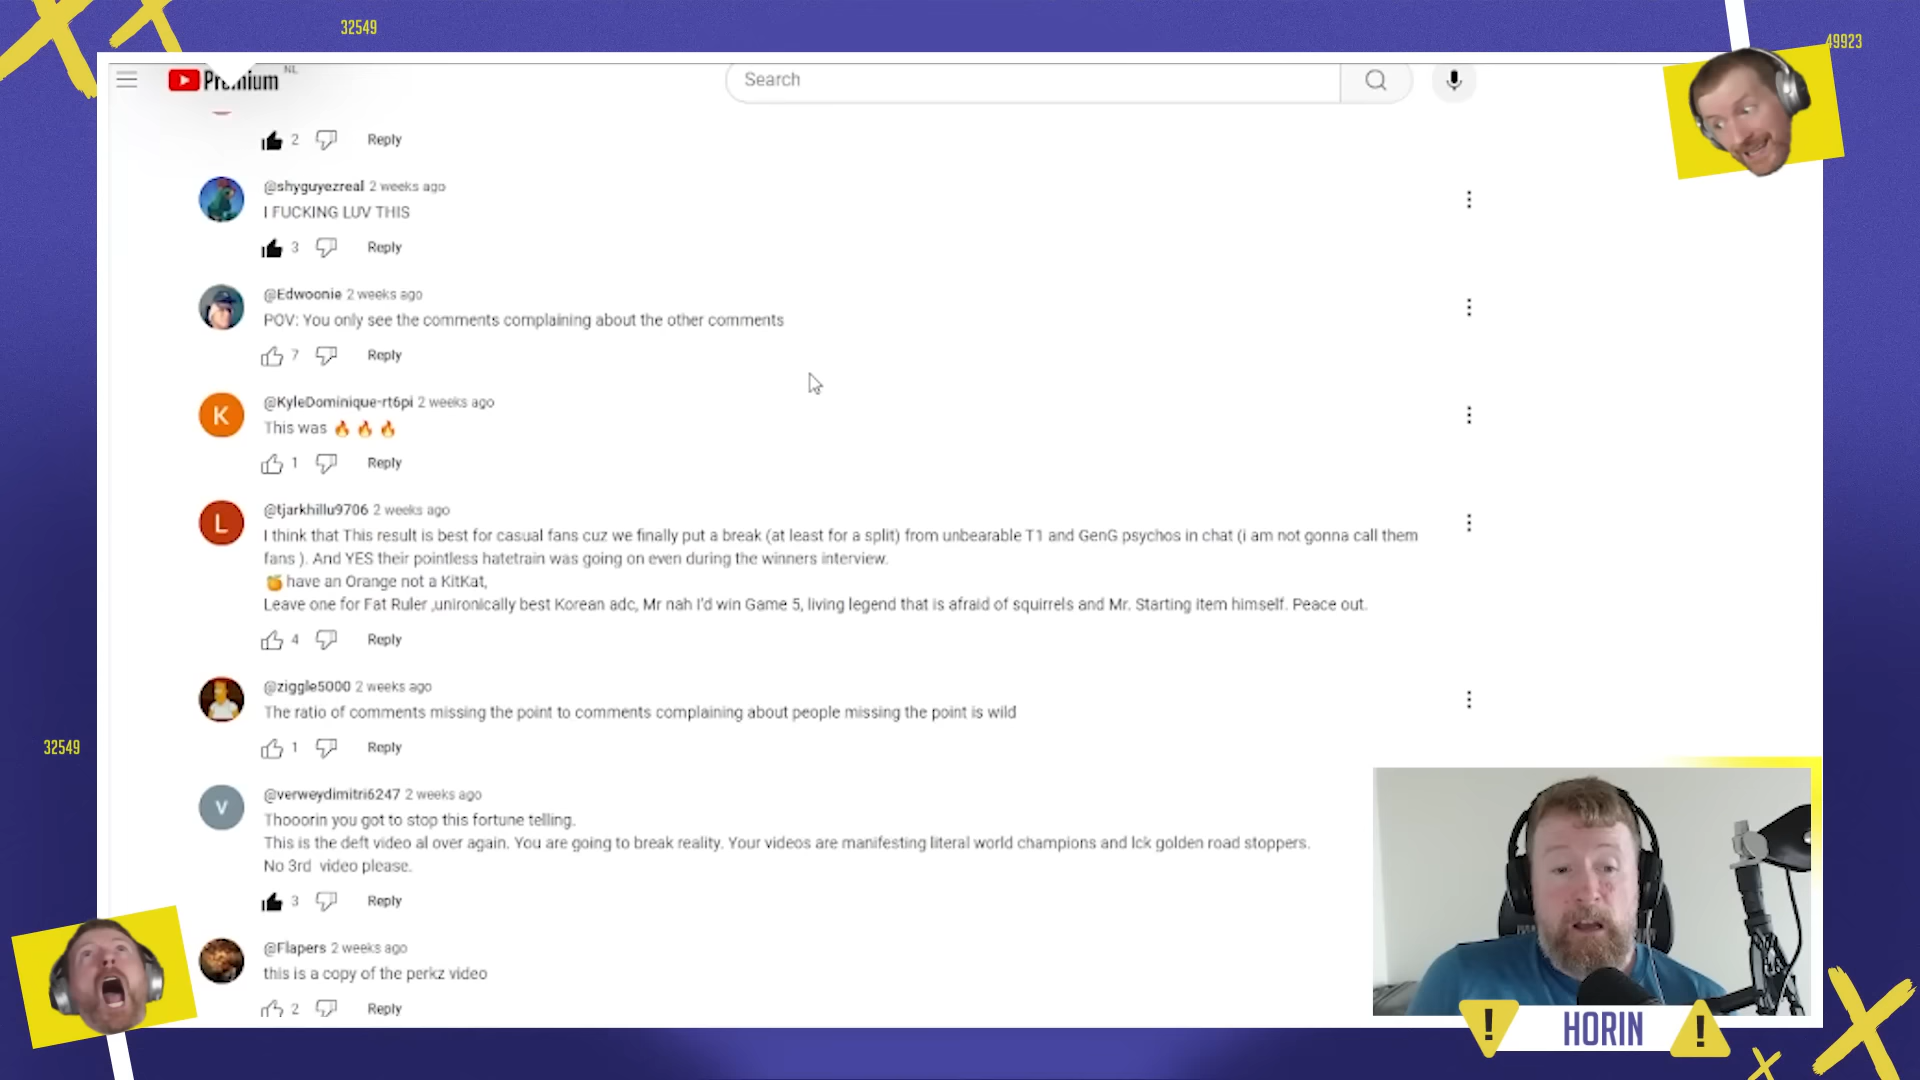 32549
49923
Premium NL
Search
2 Reply
@shyguyezreal 2 weeks ago
I FUCKING LUV THIS
3 Reply
@Edwoonie 2 weeks ago
POV: You only see the comments complaining about the other comments
7 Reply
K
@KyleDominique-rt6pi 2 weeks ago
This was 🔥 🔥 🔥
1 Reply
L
@tjarkhillu9706 2 weeks ago
I think that This result is best for casual fans cuz we finally put a break (at least for a split) from unbearable T1 and GenG psychos in chat (i am not gonna call them
fans ). And YES their pointless hatetrain was going on even during the winners interview.
🍊 have an Orange not a KitKat,
Leave one for Fat Ruler ,unironically best Korean adc, Mr nah I'd win Game 5, living legend that is afraid of squirrels and Mr. Starting item himself. Peace out.
4 Reply
@ziggle5000 2 weeks ago
The ratio of comments missing the point to comments complaining about people missing the point is wild
1 Reply
32549
V
@verweydimitri6247 2 weeks ago
Thooorin you got to stop this fortune telling.
This is the deft video al over again. You are going to break reality. Your videos are manifesting literal world champions and lck golden road stoppers.
No 3rd video please.
3 Reply
@Flapers 2 weeks ago
this is a copy of the perkz video
2 Reply
! HORIN !